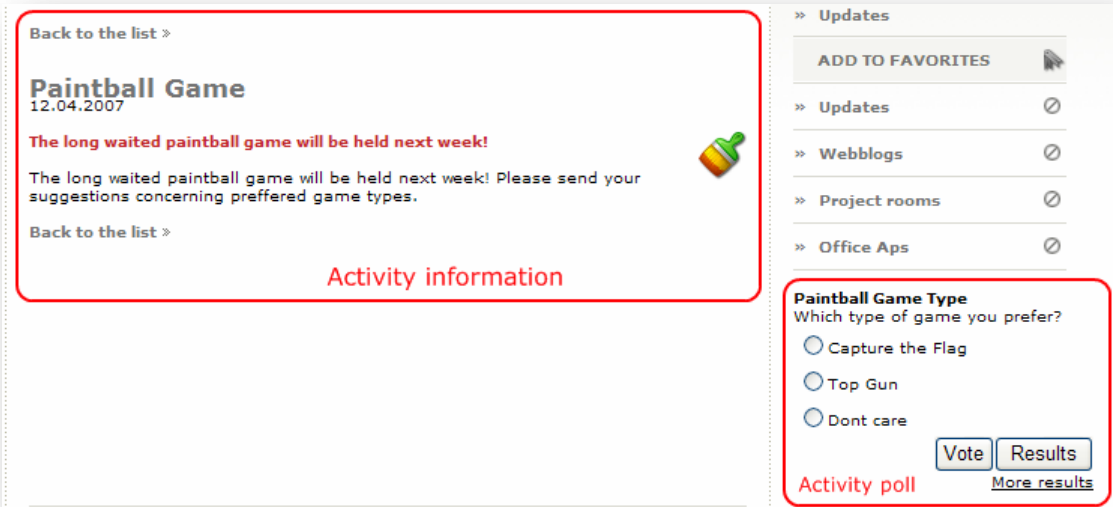 Back to the list »
Paintball Game
12.04.2007
The long waited paintball game will be held next week!
The long waited paintball game will be held next week! Please send your
suggestions concerning preffered game types.
Back to the list »
Activity information
» Updates
ADD TO FAVORITES
» Updates
» Webblogs
» Project rooms
» Office Aps
Paintball Game Type
Which type of game you prefer?
Capture the Flag
Top Gun
Dont care
Vote Results
Activity poll More results